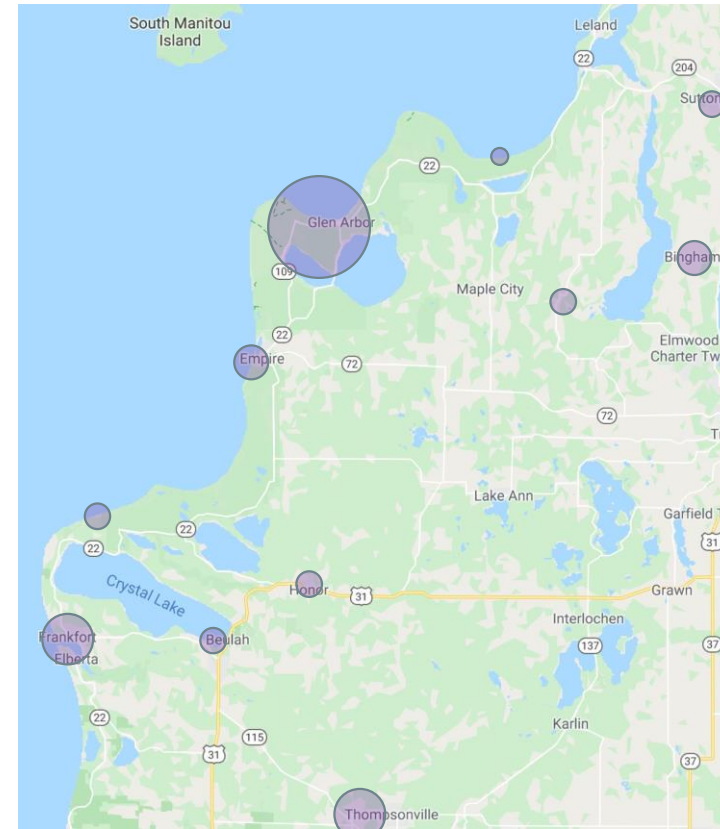 South Manitou
Island
Leland
22
204
Sutton
22
Glen Arbor
Bingham
109
Maple City
22
Elmwood
Charter Tw
Empire
72
72
T
Lake Ann
Garfield T
22
22
31
Crystal Lake
Honor
31
Grawn
Interlochen
Frankfort
Beulah
137
37
Elberta
22
Karlin
115
31
37
Thompsonville